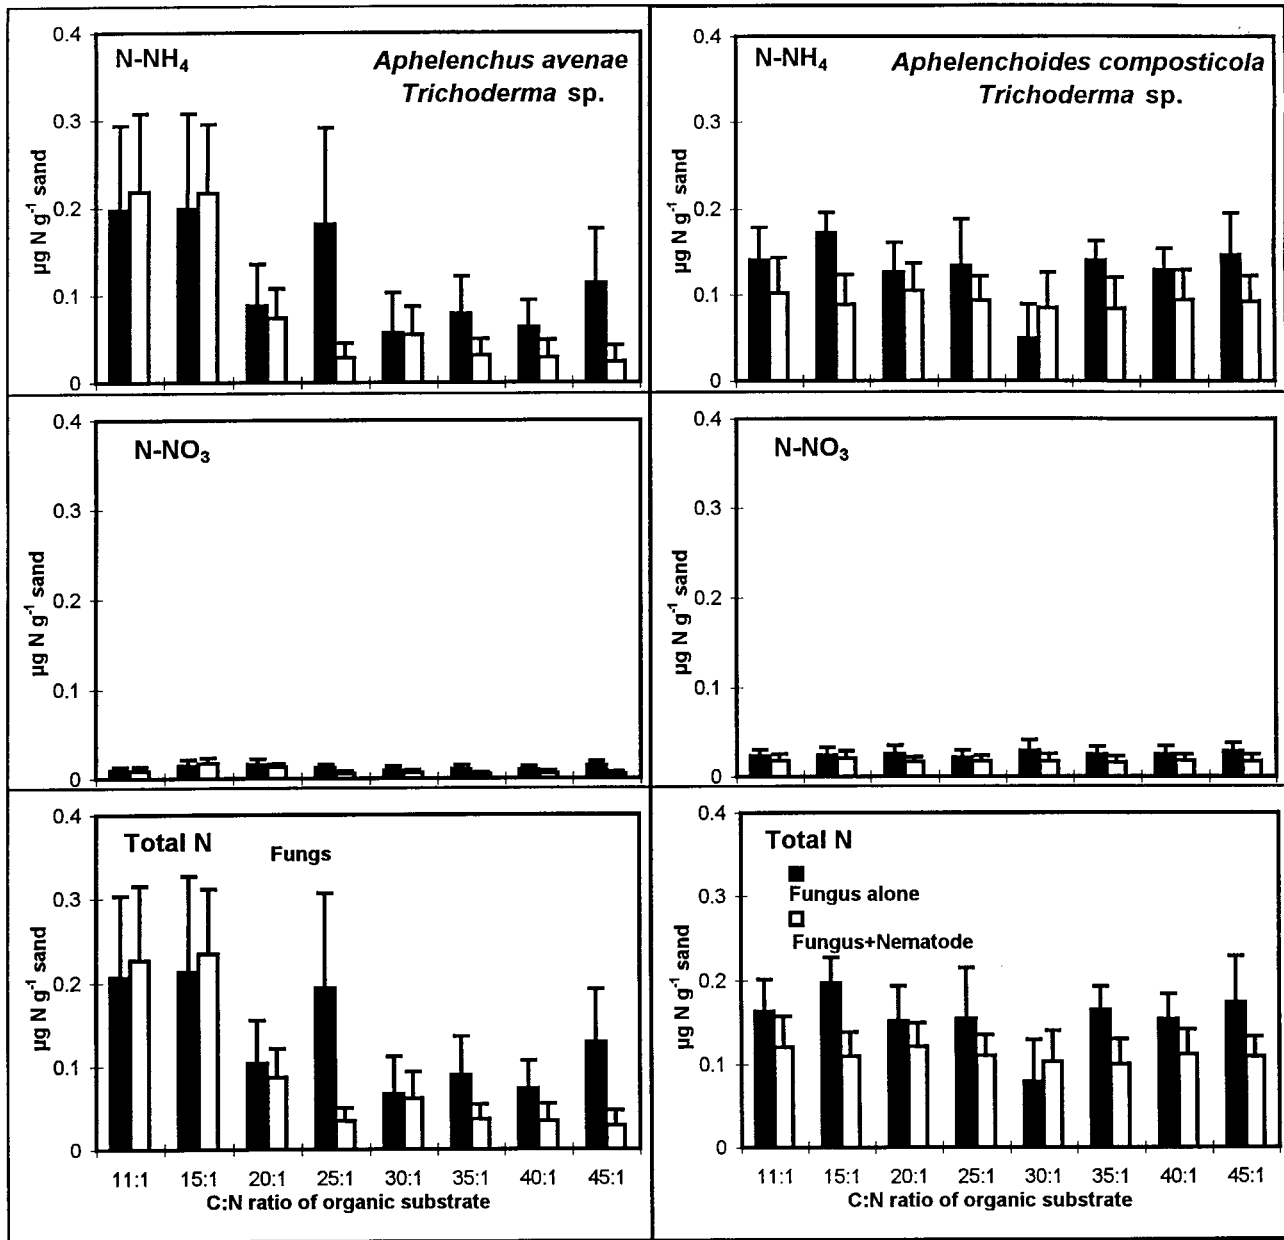 N-NH₄
Aphelenchus avenae
Trichoderma sp.
0.4
0.3
0.2
0.1
0
µg N g⁻¹ sand
N-NH₄
Aphelenchoides composticola
Trichoderma sp.
0.4
0.3
0.2
0.1
0
µg N g⁻¹ sand
N-NO₃
0.4
0.3
0.2
0.1
0
µg N g⁻¹ sand
N-NO₃
0.4
0.3
0.2
0.1
0
µg N g⁻¹ sand
Total N
Fungs
0.4
0.3
0.2
0.1
0
µg N g⁻¹ sand
11:1 15:1 20:1 25:1 30:1 35:1 40:1 45:1
C:N ratio of organic substrate
Total N
Fungus alone
Fungus+Nematode
0.4
0.3
0.2
0.1
0
µg N g⁻¹ sand
11:1 15:1 20:1 25:1 30:1 35:1 40:1 45:1
C:N ratio of organic substrate